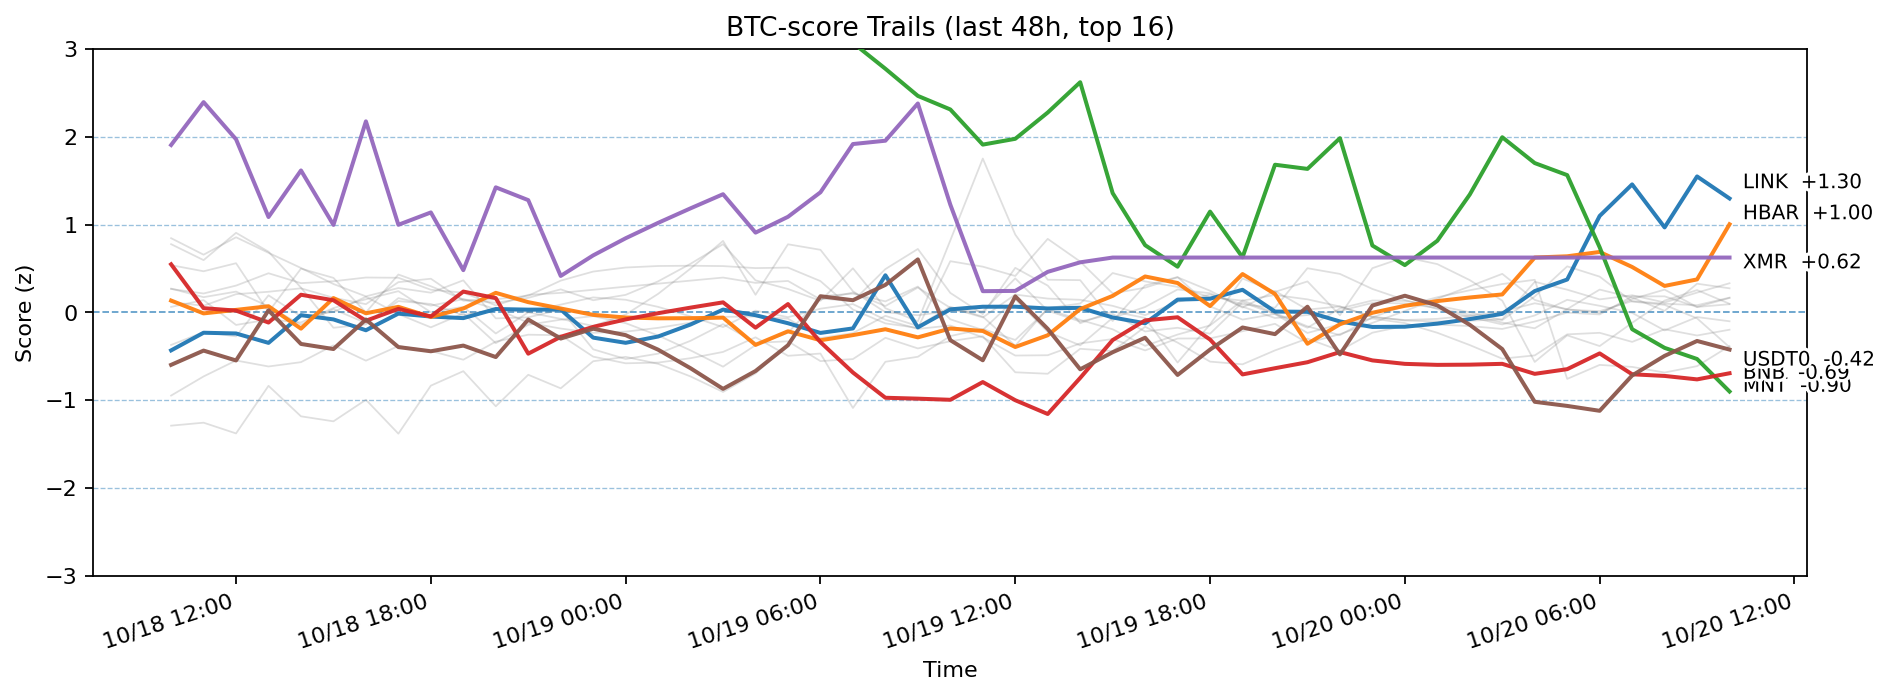 BTC-score Trails (last 48h, top 16)
Score (z)
3
2
1
0
−1
−2
−3
LINK +1.30
HBAR +1.00
XMR +0.62
USDT0 -0.42
BNB -0.69
MNT -0.90
10/18 12:00
10/18 18:00
10/19 00:00
10/19 06:00
10/19 12:00
10/19 18:00
10/20 00:00
10/20 06:00
10/20 12:00
Time